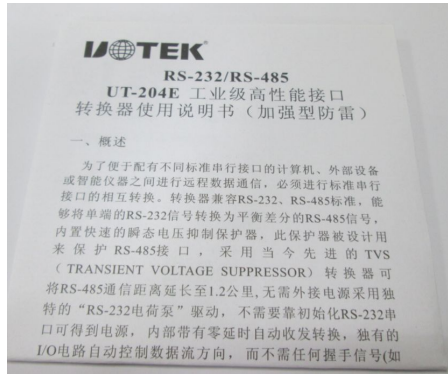 UTEK
RS-232/RS-485
UT-204E 工业级高性能接口
转换器使用说明书（加强型防雷）
一、概述
为了便于配有不同标准串行接口的计算机、外部设备
或智能仪器之间进行远程数据通信，必须进行标准串行
接口的相互转换。转换器兼容RS-232、RS-485标准，能
够将单端的RS-232信号转换为平衡差分的RS-485信号，
内置快速的瞬态电压抑制保护器，此保护器被设计用
来保护RS-485接口，采用当今先进的TVS
（TRANSIENT VOLTAGE SUPPRESSOR）转换器可
将RS-485通信距离延长至1.2公里,无需外接电源采用独
特的“RS-232电荷泵”驱动，不需要靠初始化RS-232串
口可得到电源，内部带有零延时自动收发转换，独有的
I/O电路自动控制数据流方向，而不需任何握手信号(如